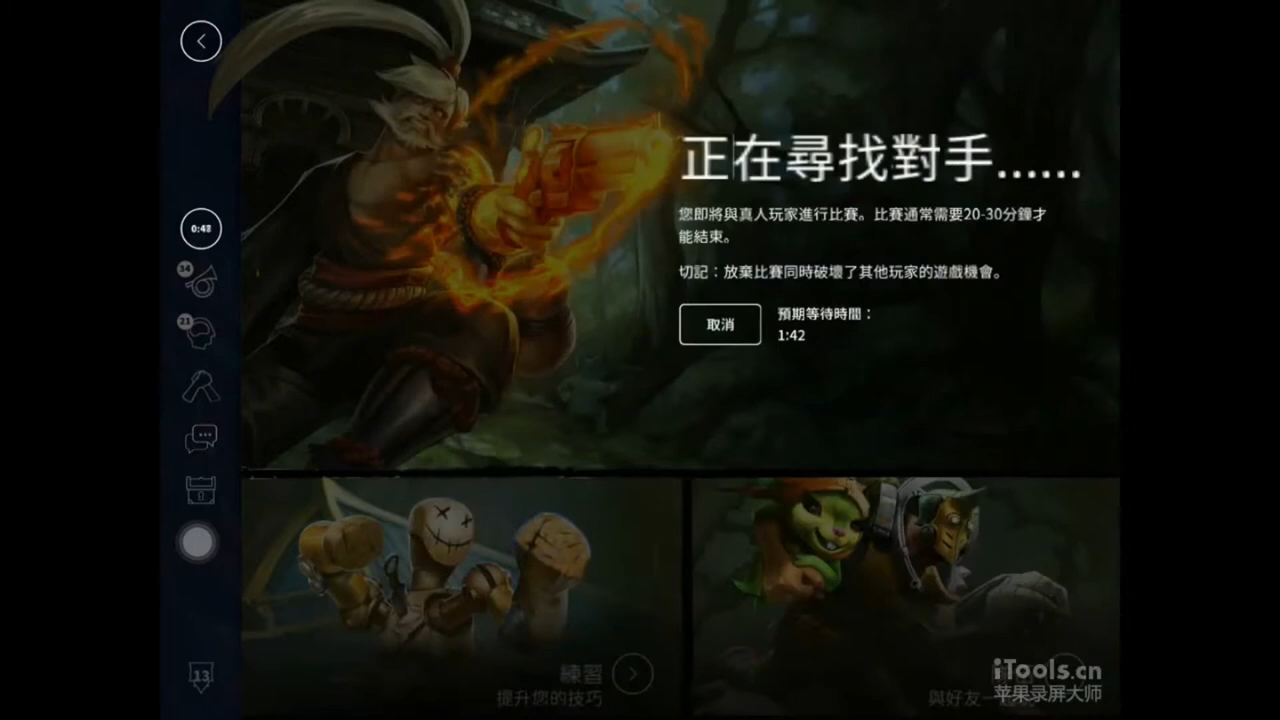 正在尋找對手......
您即將與真人玩家進行比賽。比賽通常需要20-30分鐘才
能結束。
切記：放棄比賽同時破壞了其他玩家的遊戲機會。
取消
預期等待時間：
1:42
0:48
34
21
13
練習
提升您的技巧
與好友一
iTools.cn
苹果录屏大师